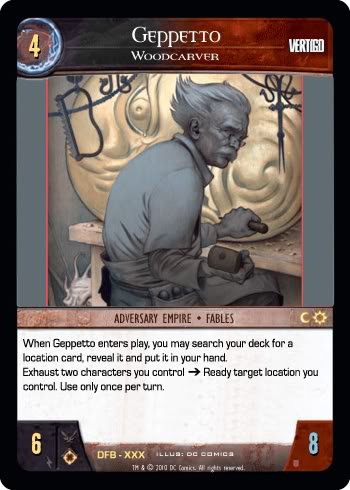 4
GEPPETTO
WOODCARVER
VERTIGO
ADVERSARY EMPIRE • FABLES
When Geppetto enters play, you may search your deck for a
location card, reveal it and put it in your hand.
Exhaust two characters you control ➔ Ready target location you
control. Use only once per turn.
6
DFB - XXX ILLUS: DC COMICS
8
TM & © 2010 DC Comics. All rights reserved.